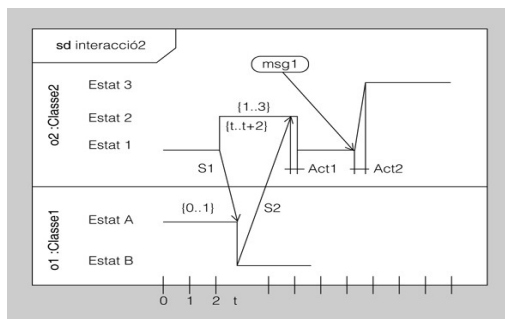 sd interacció2
msg1
Estat 3
{1..3}
Estat 2
{t..t+2}
Estat 1
o2 :Classe2
S1
Act1
Act2
{0..1}
S2
Estat A
o1 :Classe1
Estat B
0 1 2 t